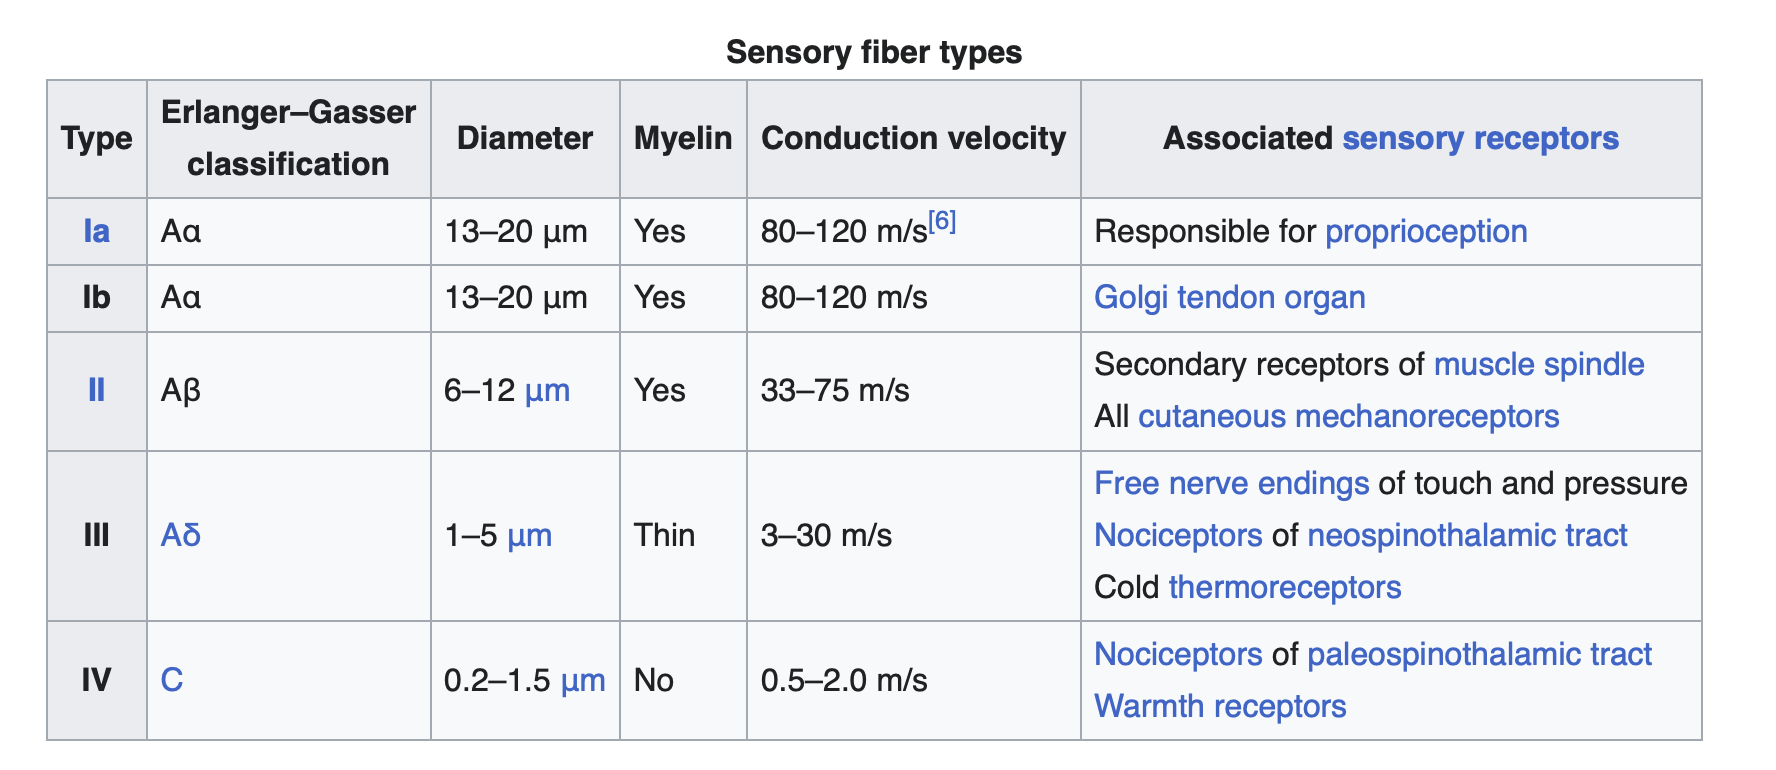 Sensory fiber types
Type Erlanger–Gasser classification Diameter Myelin Conduction velocity Associated sensory receptors
Ia Aα 13–20 µm Yes 80–120 m/s[6] Responsible for proprioception
Ib Aα 13–20 µm Yes 80–120 m/s Golgi tendon organ
II Aβ 6–12 µm Yes 33–75 m/s Secondary receptors of muscle spindle
All cutaneous mechanoreceptors
III Aδ 1–5 µm Thin 3–30 m/s Free nerve endings of touch and pressure
Nociceptors of neospinothalamic tract
Cold thermoreceptors
IV C 0.2–1.5 µm No 0.5–2.0 m/s Nociceptors of paleospinothalamic tract
Warmth receptors